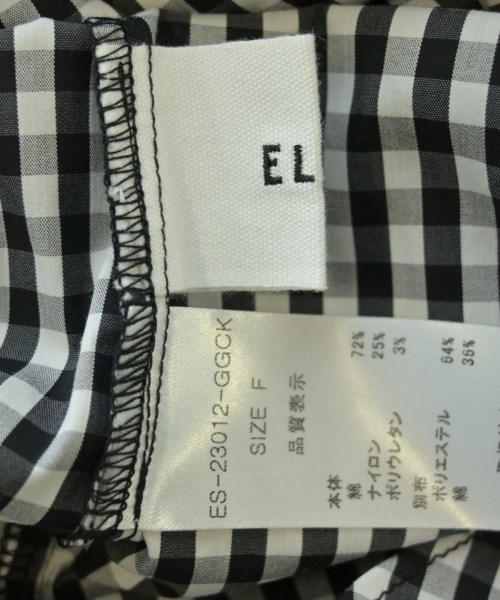 EL
ES-23012-GGCK
SIZE F
品質表示
本体
綿 72%
ナイロン 25%
ポリウレタン 3%
別布
ポリエステル 64%
綿 36%